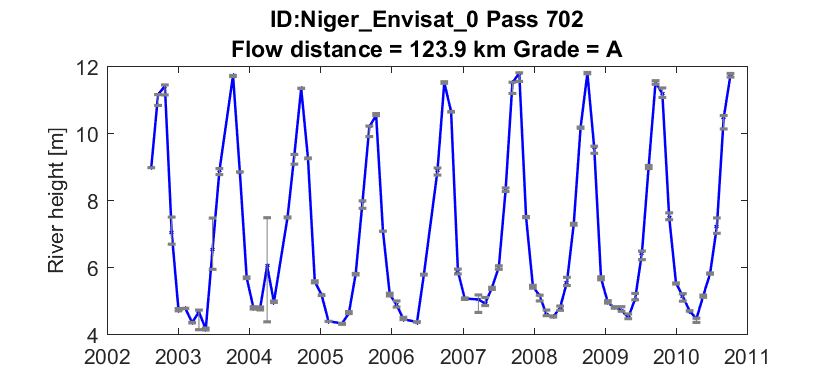 ID:Niger_Envisat_0 Pass 702
Flow distance = 123.9 km Grade = A
River height [m]
12
10
8
6
4
2002 2003 2004 2005 2006 2007 2008 2009 2010 2011